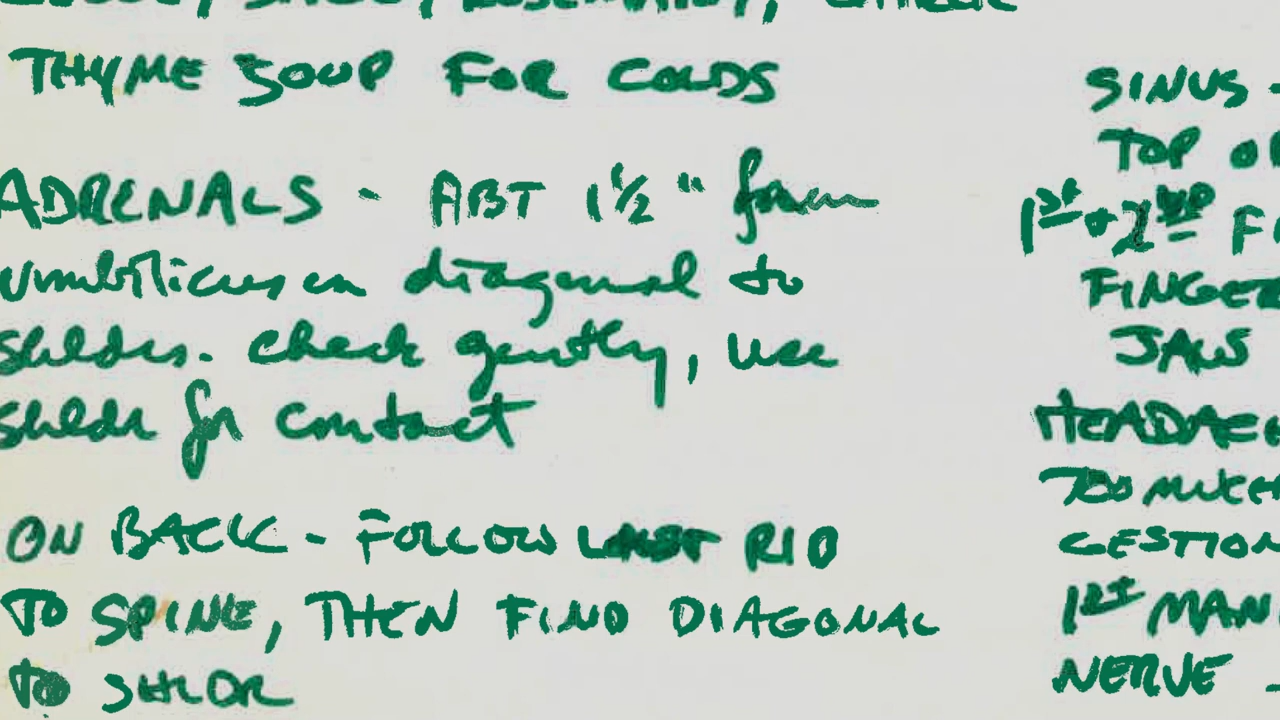 THYME SOUP FOR COLDS
ADRENALS - ABT 1½" from
umbilicus on diagonal to
shldrs. check gently, use
shldr for contact
ON BACK - FOLLOW LAST RIB
TO SPINE, THEN FIND DIAGONAL
TO SHLDR
SINUS -
TOP
1st + 2nd
FINGER
JAWS
HEADACH
TOO MUCH
GESTION
1st MAN
NERVE -